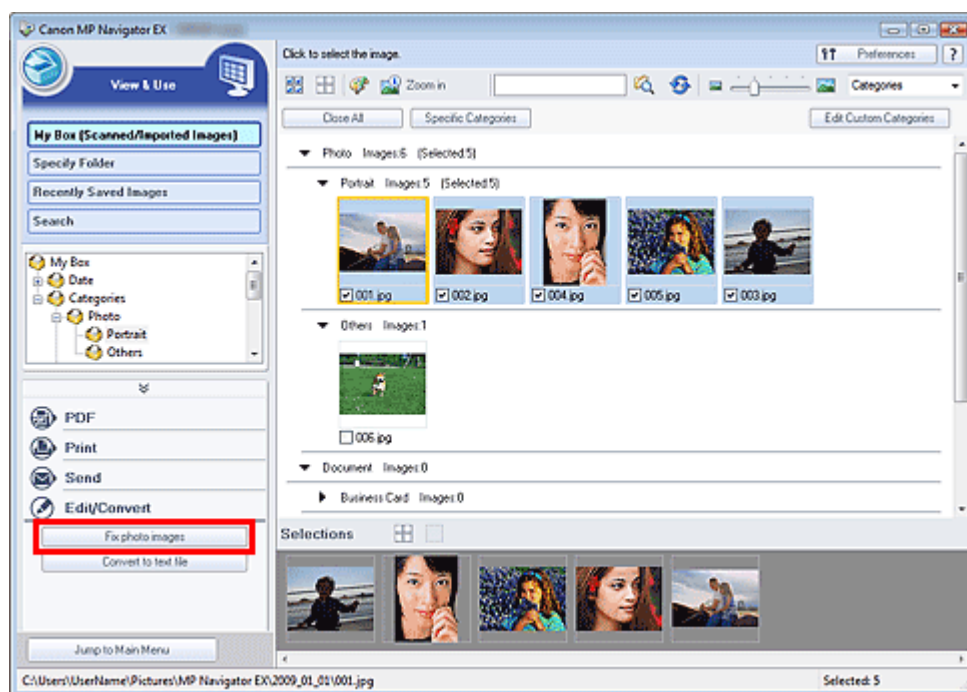 Canon MP Navigator EX
View & Use
Click to select the image.
Preferences
?
Zoom in
Categories
My Box (Scanned/Imported Images)
Specify Folder
Recently Saved Images
Search
Close All
Specific Categories
Edit Custom Categories
Photo Images:6 (Selected:5)
Portrait Images:5 (Selected:5)
001.jpg
002.jpg
004.jpg
005.jpg
003.jpg
Others Images:1
006.jpg
Document Images:0
Business Card Images:0
My Box
Date
Categories
Photo
Portrait
Others
PDF
Print
Send
Edit/Convert
Fix photo images
Convert to text file
Jump to Main Menu
Selections
C:\Users\UserName\Pictures\MP Navigator EX\2009_01_01\001.jpg
Selected: 5